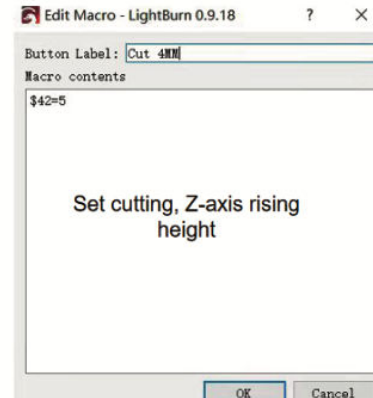 Edit Macro - LightBurn 0.9.18 ? ×
Button Label: Cut 4MM
Macro contents
$42=5
Set cutting, Z-axis rising
height
OK Cancel